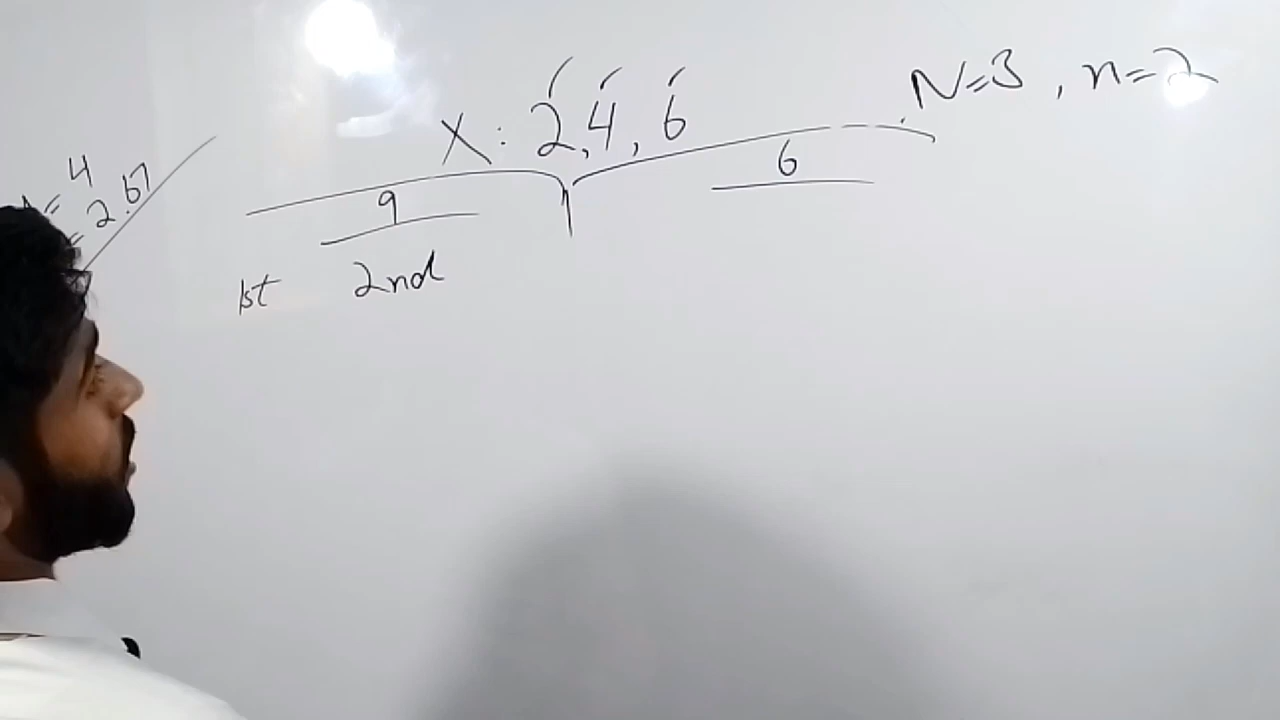 X: 2, 4, 6
N=3, n=2
= 4
= 2.67
9
6
1st 2nd